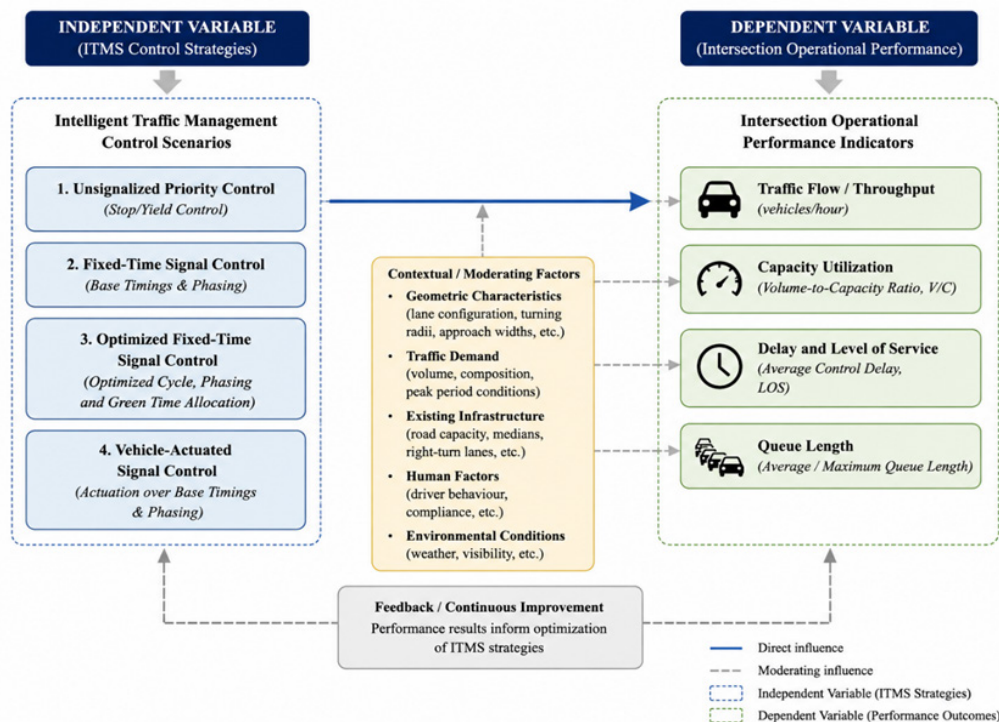 INDEPENDENT VARIABLE
(ITMS Control Strategies)
DEPENDENT VARIABLE
(Intersection Operational Performance)
Intelligent Traffic Management
Control Scenarios
1. Unsignalized Priority Control
(Stop/Yield Control)
2. Fixed-Time Signal Control
(Base Timings & Phasing)
3. Optimized Fixed-Time
Signal Control
(Optimized Cycle, Phasing
and Green Time Allocation)
4. Vehicle-Actuated
Signal Control
(Actuation over Base Timings
& Phasing)
Contextual / Moderating Factors
• Geometric Characteristics
(lane configuration, turning
radii, approach widths, etc.)
• Traffic Demand
(volume, composition,
peak period conditions)
• Existing Infrastructure
(road capacity, medians,
right-turn lanes, etc.)
• Human Factors
(driver behaviour,
compliance, etc.)
• Environmental Conditions
(weather, visibility, etc.)
Intersection Operational
Performance Indicators
Traffic Flow / Throughput
(vehicles/hour)
Capacity Utilization
(Volume-to-Capacity Ratio, V/C)
Delay and Level of Service
(Average Control Delay,
LOS)
Queue Length
(Average / Maximum Queue Length)
Feedback / Continuous Improvement
Performance results inform optimization
of ITMS strategies
Direct influence
Moderating influence
Independent Variable (ITMS Strategies)
Dependent Variable (Performance Outcomes)